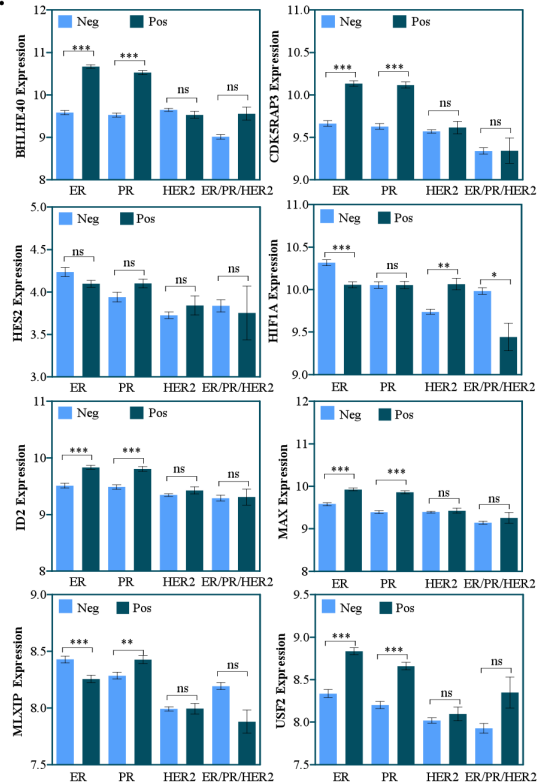 Neg Pos
BHLHE40 Expression
11
10
9
8
*** *** ns ns
ER PR HER2 ER/PR/HER2
Neg Pos
CDK5RAP3 Expression
11.0
10.5
10.0
9.5
9.0
*** *** ns ns
ER PR HER2 ER/PR/HER2
Neg Pos
HES2 Expression
5.0
4.5
4.0
3.5
3.0
ns ns ns ns
ER PR HER2 ER/PR/HER2
Neg Pos
HIF1A Expression
11.0
10.5
10.0
9.5
9.0
*** ns ** *
ER PR HER2 ER/PR/HER2
Neg Pos
ID2 Expression
11
10
9
8
*** *** ns ns
ER PR HER2 ER/PR/HER2
Neg Pos
MAX Expression
12
11
10
9
8
*** *** ns ns
ER PR HER2 ER/PR/HER2
Neg Pos
MLXIP Expression
9.0
8.5
8.0
7.5
*** ** ns ns
ER PR HER2 ER/PR/HER2
Neg Pos
USF2 Expression
9.5
9.0
8.5
8.0
7.5
*** *** ns ns
ER PR HER2 ER/PR/HER2